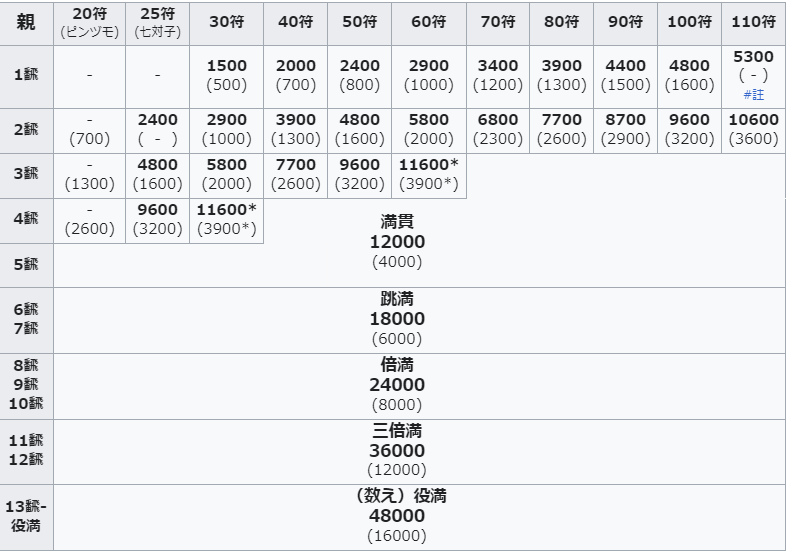 親 20符 25符 30符 40符 50符 60符 70符 80符 90符 100符 110符
(ピンヅモ) (七対子)
1飜 - - 1500 2000 2400 2900 3400 3900 4400 4800 5300
(500) (700) (800) (1000) (1200) (1300) (1500) (1600) ( - )
#註
2飜 - 2400 2900 3900 4800 5800 6800 7700 8700 9600 10600
(700) ( - ) (1000) (1300) (1600) (2000) (2300) (2600) (2900) (3200) (3600)
3飜 - 4800 5800 7700 9600 11600*
(1300) (1600) (2000) (2600) (3200) (3900*)
4飜 - 9600 11600*
(2600) (3200) (3900*)
5飜
満貫
12000
(4000)
6飜
7飜
跳満
18000
(6000)
8飜
9飜
10飜
倍満
24000
(8000)
11飜
12飜
三倍満
36000
(12000)
13飜-
役満
（数え）役満
48000
(16000)